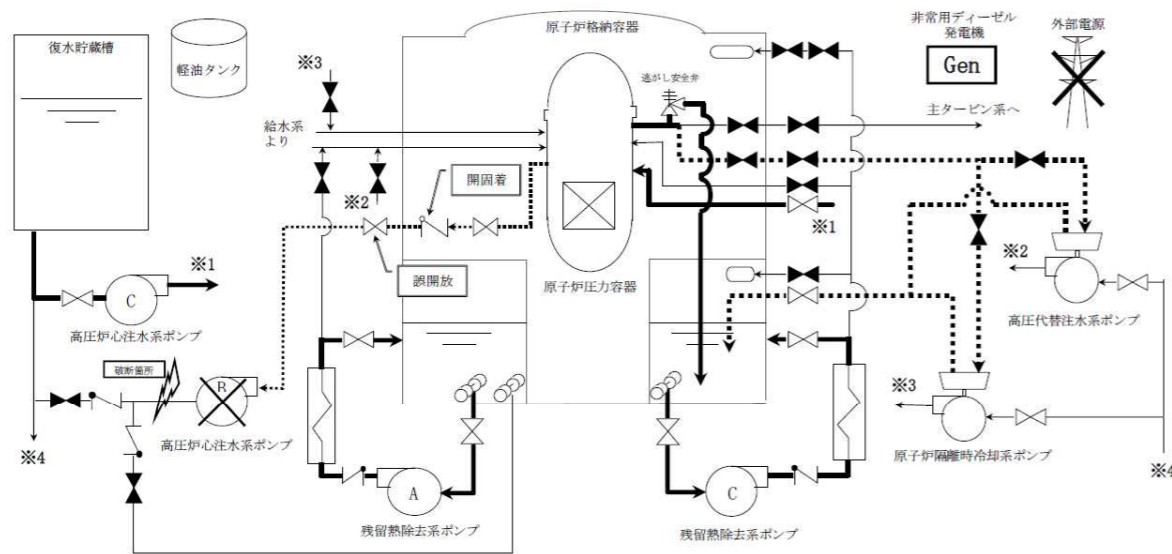 復水貯蔵槽
軽油タンク
原子炉格納容器
非常用ディーゼル
発電機
外部電源
Gen
※3
逃がし安全弁
主タービン系へ
給水系
より
開固着
※2
※1
誤開放
原子炉圧力容器
※1
C
高圧炉心注水系ポンプ
※2
高圧代替注水系ポンプ
破断箇所
R
高圧炉心注水系ポンプ
※4
※3
原子炉隔離時冷却系ポンプ
※4
A
残留熱除去系ポンプ
C
残留熱除去系ポンプ